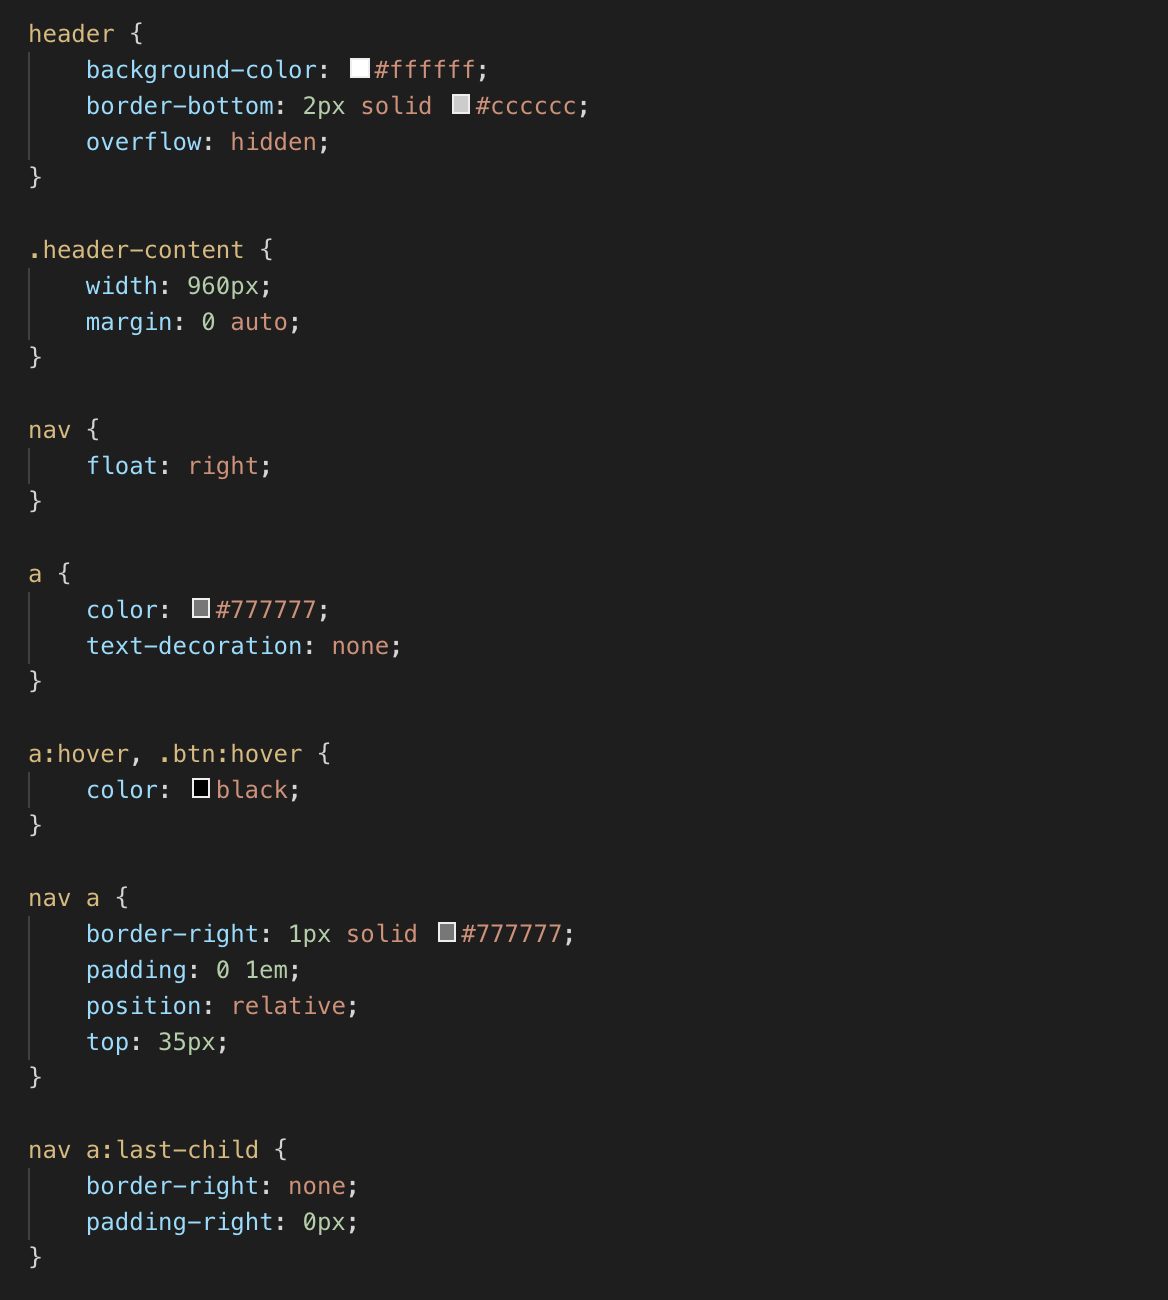 header {
    background-color: #ffffff;
    border-bottom: 2px solid #cccccc;
    overflow: hidden;
}

.header-content {
    width: 960px;
    margin: 0 auto;
}

nav {
    float: right;
}

a {
    color: #777777;
    text-decoration: none;
}

a:hover, .btn:hover {
    color: black;
}

nav a {
    border-right: 1px solid #777777;
    padding: 0 1em;
    position: relative;
    top: 35px;
}

nav a:last-child {
    border-right: none;
    padding-right: 0px;
}